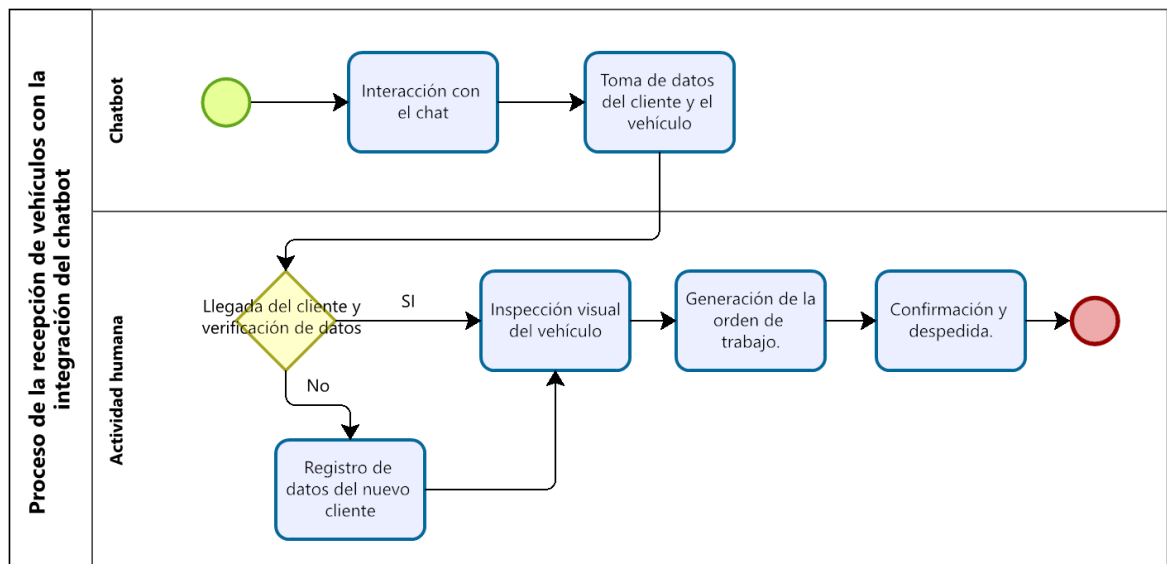 Proceso de la recepción de vehículos con la
integración del chatbot
Chatbot
Interacción con
el chat
Toma de datos
del cliente y el
vehículo
Actividad humana
Llegada del cliente y
verificación de datos
SI
No
Inspección visual
del vehículo
Generación de la
orden de
trabajo.
Confirmación y
despedida.
Registro de
datos del nuevo
cliente